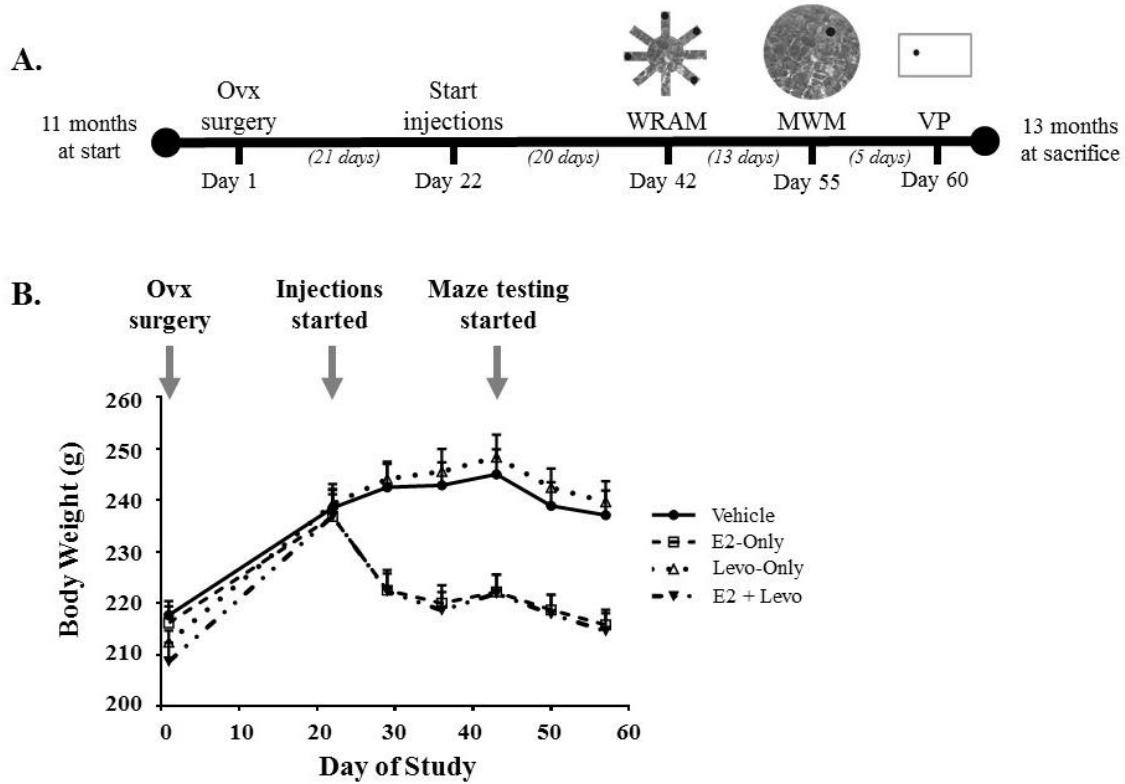 A.
11 months
at start
Ovx
surgery
Start
injections
WRAM
MWM
VP
13 months
at sacrifice
(21 days)
(20 days)
(13 days)
(5 days)
Day 1
Day 22
Day 42
Day 55
Day 60
B.
Ovx
surgery
Injections
started
Maze testing
started
260
250
240
230
220
210
200
Body Weight (g)
0 10 20 30 40 50 60
Day of Study
Vehicle
E2-Only
Levo-Only
E2 + Levo